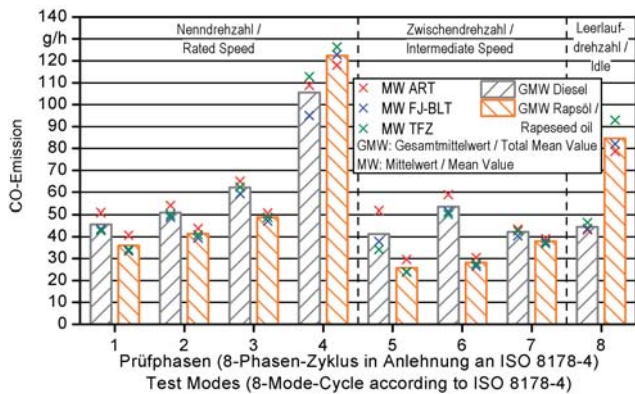 140
g/h
120
110
100
90
80
70
60
50
40
30
20
10
0
CO-Emission
Nenndrehzahl /
Rated Speed
Zwischendrehzahl /
Intermediate Speed
Leerlauf-
drehzahl /
Idle
MW ART
MW FJ-BLT
MW TFZ
GMW Diesel
GMW Rapsöl /
Rapeseed oil
GMW: Gesamtmittelwert / Total Mean Value
MW: Mittelwert / Mean Value
1 2 3 4 5 6 7 8
Prüfphasen (8-Phasen-Zyklus in Anlehnung an ISO 8178-4)
Test Modes (8-Mode-Cycle according to ISO 8178-4)